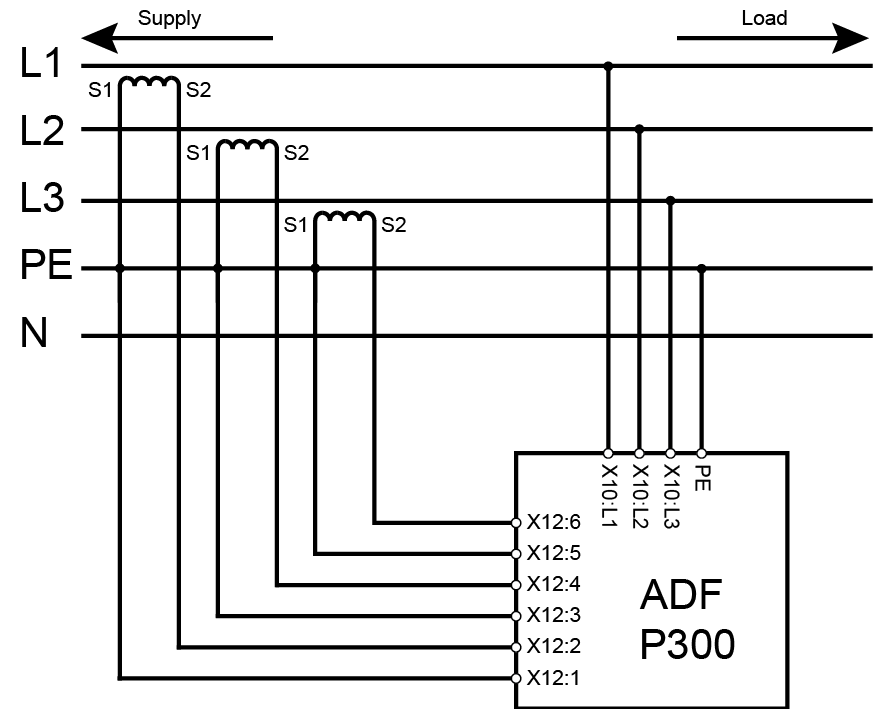 Supply
Load
L1
S1 S2
L2
S1 S2
L3
S1 S2
PE
N
X10:L1
X10:L2
X10:L3
PE
X12:6
X12:5
X12:4
X12:3
X12:2
X12:1
ADF
P300